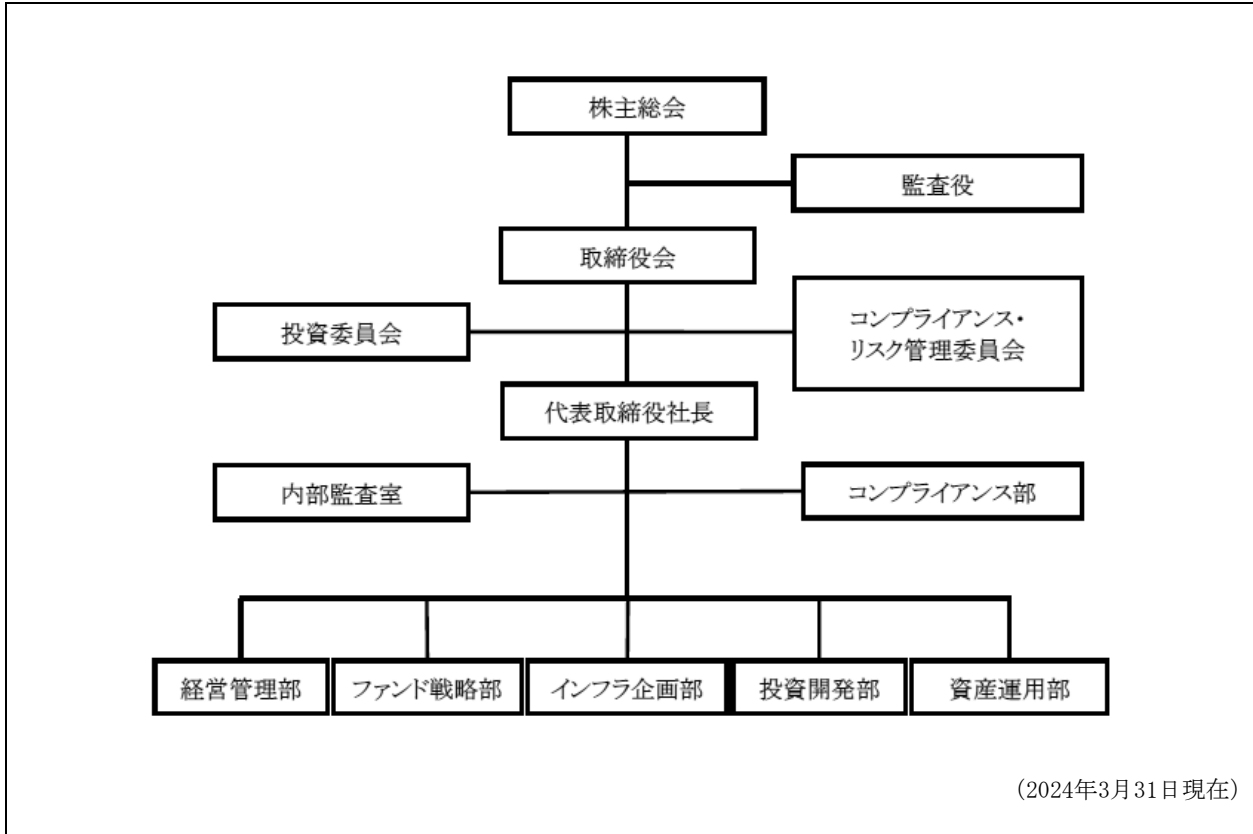 株主総会
監査役
取締役会
投資委員会
コンプライアンス・
リスク管理委員会
代表取締役社長
内部監査室
コンプライアンス部
経営管理部
ファンド戦略部
インフラ企画部
投資開発部
資産運用部
(2024年3月31日現在)